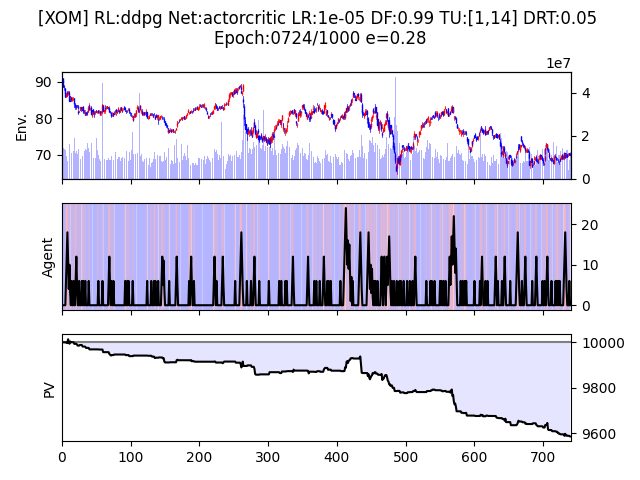 [XOM] RL:ddpg Net:actorcritic LR:1e-05 DF:0.99 TU:[1,14] DRT:0.05
Epoch:0724/1000 e=0.28
1e7
90
80
70
Env.
4
2
0
Agent
20
10
0
PV
10000
9800
9600
0 100 200 300 400 500 600 700